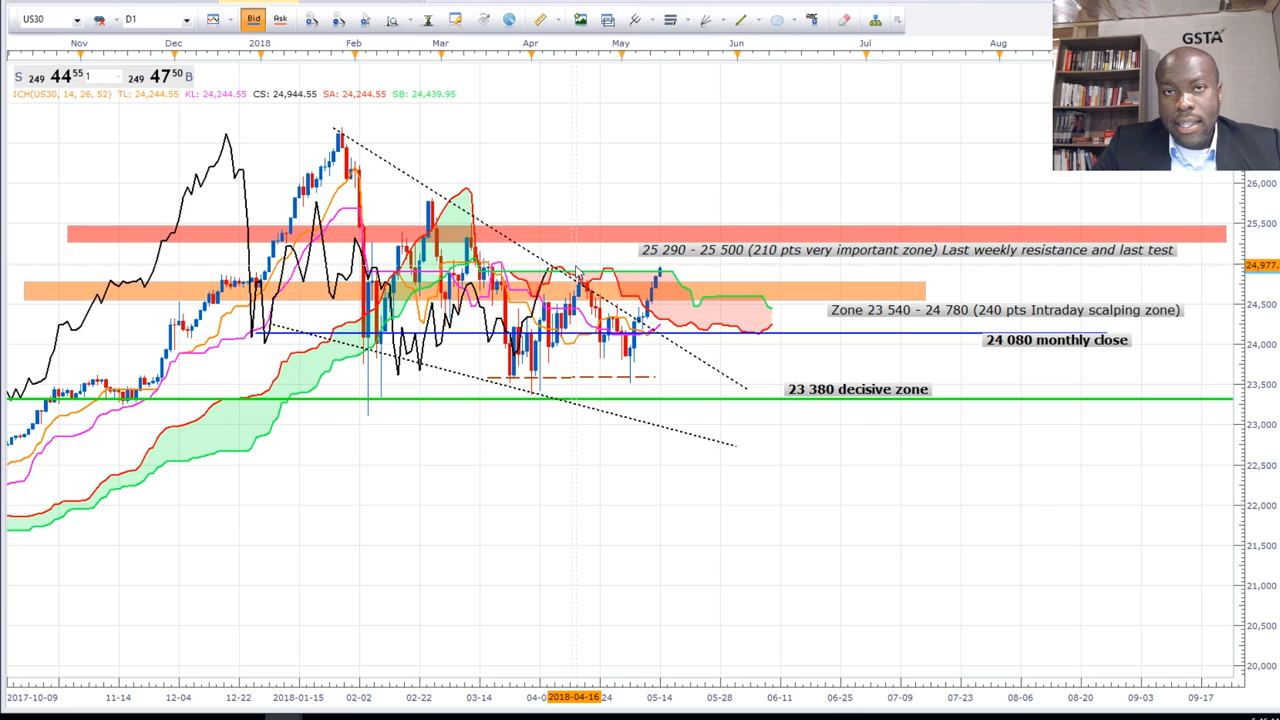 US30 D1 Bid Ask ABC
Nov Dec 2018 Feb Mar Apr May Jun Jul Aug
GSTA
S 249 44 55 1 249 47 50 B
ICH(US30, 14, 26, 52) TL: 24,244.55 KL: 24,244.55 CS: 24,944.55 SA: 24,244.55 SB: 24,439.95
26,000
25,500
25 290 - 25 500 (210 pts very important zone) Last weekly resistance and last test
24,977.
24,500
Zone 23 540 - 24 780 (240 pts Intraday scalping zone)
24 080 monthly close
24,000
23 380 decisive zone
23,500
23,000
22,500
22,000
21,500
21,000
20,500
20,000
2017-10-09 11-14 12-04 12-22 2018-01-15 02-02 02-22 03-14 04-0 2018-04-16 24 05-14 05-28 06-11 06-25 07-09 07-23 08-06 08-20 09-03 09-17